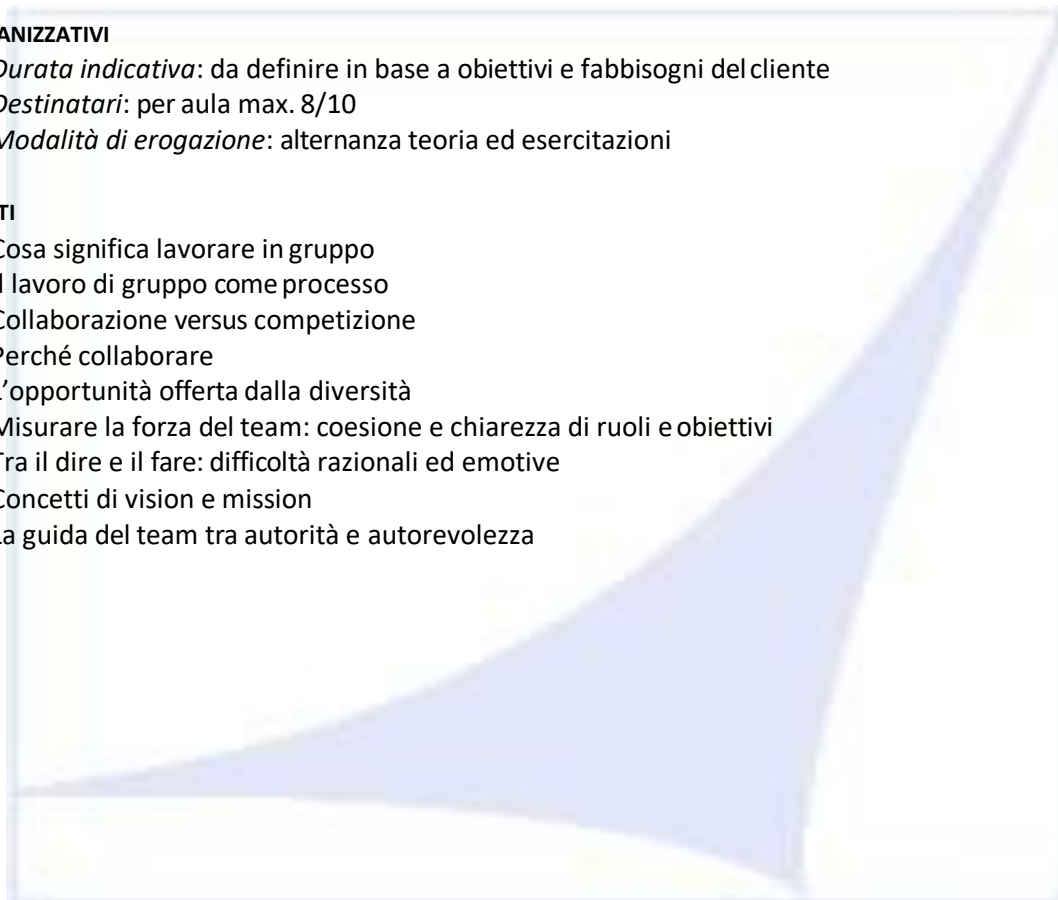 ANIZZATIVI
Durata indicativa: da definire in base a obiettivi e fabbisogni del cliente
Destinatari: per aula max. 8/10
Modalità di erogazione: alternanza teoria ed esercitazioni
TI
Cosa significa lavorare in gruppo
l lavoro di gruppo come processo
Collaborazione versus competizione
Perché collaborare
L’opportunità offerta dalla diversità
Misurare la forza del team: coesione e chiarezza di ruoli e obiettivi
Tra il dire e il fare: difficoltà razionali ed emotive
Concetti di vision e mission
La guida del team tra autorità e autorevolezza